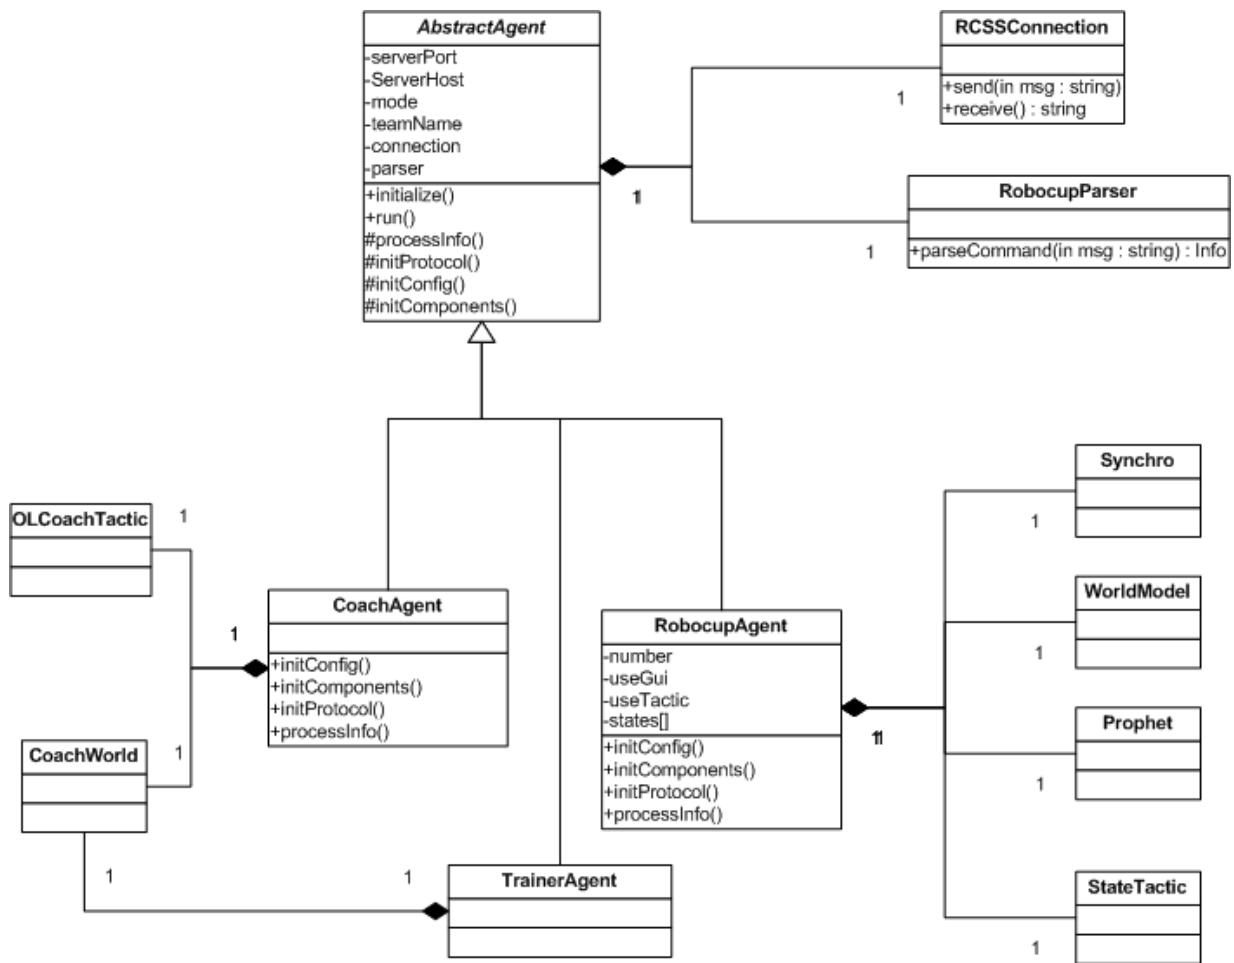 AbstractAgent
-serverPort
-ServerHost
-mode
-teamName
-connection
-parser
+initialize()
+run()
#processInfo()
#initProtocol()
#initConfig()
#initComponents()
1
RCSSConnection
+send(in msg : string)
+receive() : string
1
RobocupParser
+parseCommand(in msg : string) : Info
1
OLCoachTactic
1
CoachAgent
+initConfig()
+initComponents()
+initProtocol()
+processInfo()
1
CoachWorld
1
1
1
TrainerAgent
RobocupAgent
-number
-useGui
-useTactic
-states[]
+initConfig()
+initComponents()
+initProtocol()
+processInfo()
1
Synchro
1
WorldModel
1
Prophet
1
StateTactic
1